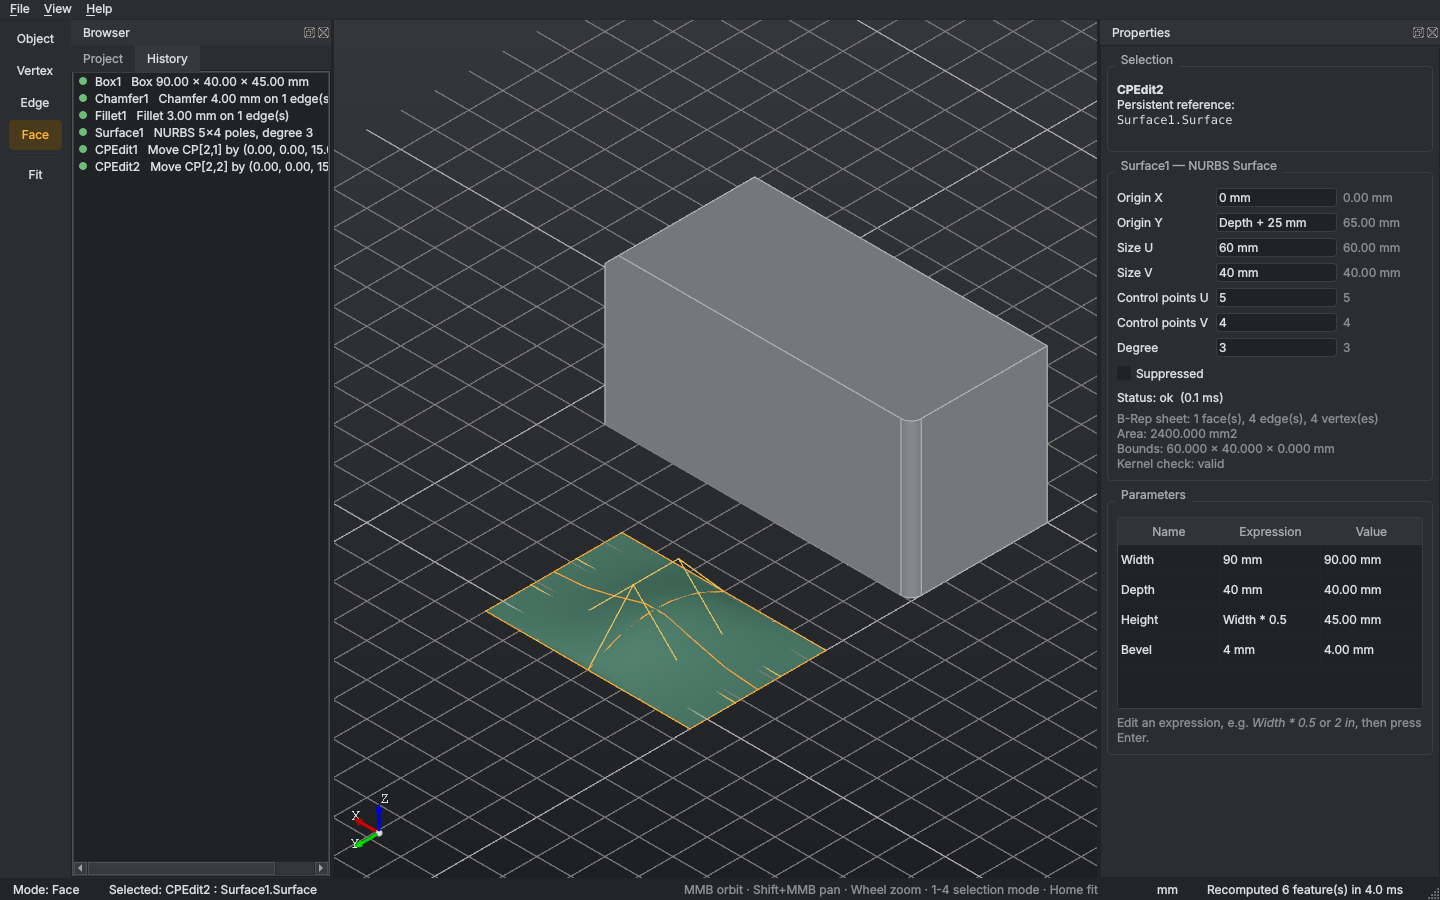 File View Help
Object
Vertex
Edge
Face
Fit
Browser
Project History
Box1 Box 90.00 × 40.00 × 45.00 mm
Chamfer1 Chamfer 4.00 mm on 1 edge(s
Fillet1 Fillet 3.00 mm on 1 edge(s)
Surface1 NURBS 5×4 poles, degree 3
CPEdit1 Move CP[2,1] by (0.00, 0.00, 15.
CPEdit2 Move CP[2,2] by (0.00, 0.00, 15
Z
X
Y
Properties
Selection
CPEdit2
Persistent reference:
Surface1.Surface
Surface1 — NURBS Surface
Origin X 0 mm 0.00 mm
Origin Y Depth + 25 mm 65.00 mm
Size U 60 mm 60.00 mm
Size V 40 mm 40.00 mm
Control points U 5 5
Control points V 4 4
Degree 3 3
Suppressed
Status: ok (0.1 ms)
B-Rep sheet: 1 face(s), 4 edge(s), 4 vertex(es)
Area: 2400.000 mm2
Bounds: 60.000 × 40.000 × 0.000 mm
Kernel check: valid
Parameters
Name Expression Value
Width 90 mm 90.00 mm
Depth 40 mm 40.00 mm
Height Width * 0.5 45.00 mm
Bevel 4 mm 4.00 mm
Edit an expression, e.g. Width * 0.5 or 2 in, then press
Enter.
Mode: Face Selected: CPEdit2 : Surface1.Surface MMB orbit · Shift+MMB pan · Wheel zoom · 1-4 selection mode · Home fit mm Recomputed 6 feature(s) in 4.0 ms